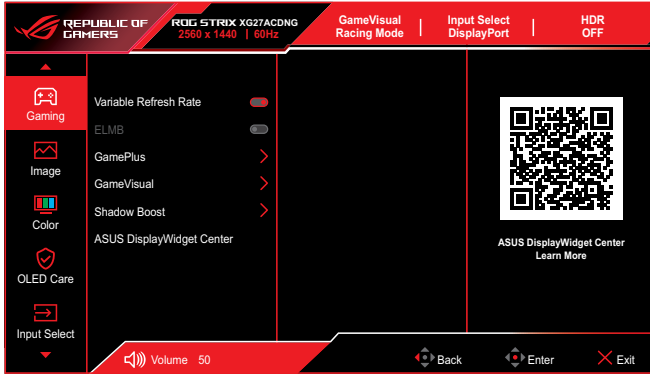 REPUBLIC OF
GAMERS
ROG STRIX XG27ACDNG
2560 x 1440 | 60Hz
GameVisual
Racing Mode
Input Select
DisplayPort
HDR
OFF
Gaming
Image
Color
OLED Care
Input Select
Variable Refresh Rate
ELMB
GamePlus
GameVisual
Shadow Boost
ASUS DisplayWidget Center
ASUS DisplayWidget Center
Learn More
Volume 50
Back
Enter
Exit